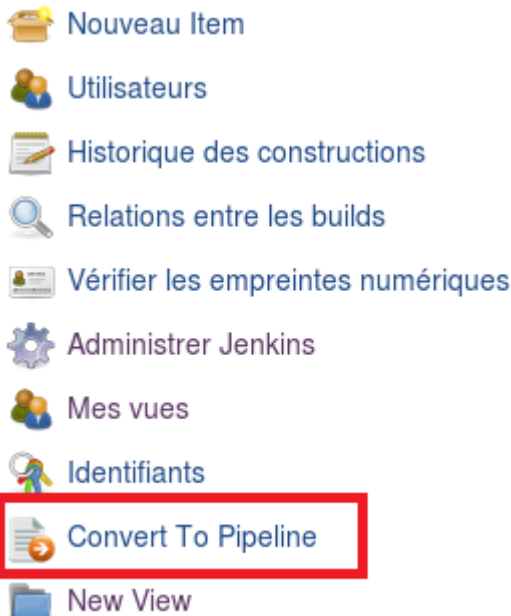 Nouveau Item
Utilisateurs
Historique des constructions
Relations entre les builds
Vérifier les empreintes numériques
Administrer Jenkins
Mes vues
Identifiants
Convert To Pipeline
New View